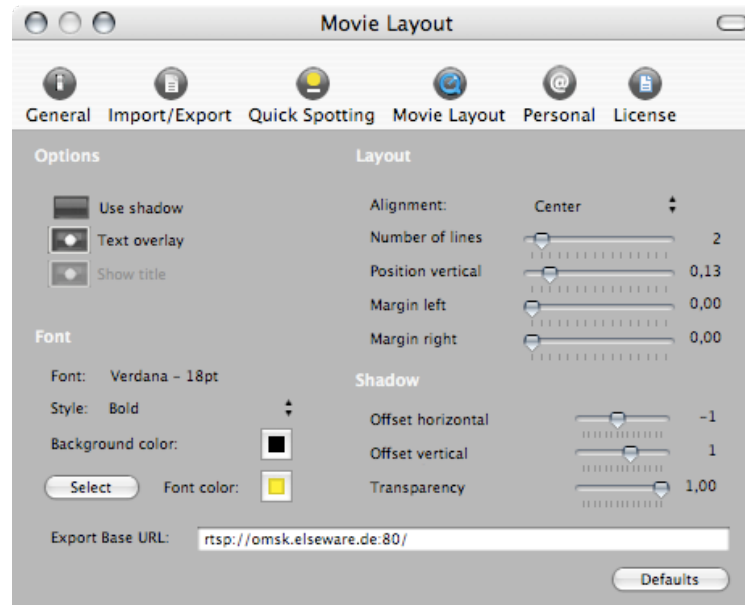 Movie Layout
General Import/Export Quick Spotting Movie Layout Personal License
Options
Use shadow
Text overlay
Show title
Font
Font: Verdana – 18pt
Style: Bold
Background color:
Select Font color:
Layout
Alignment: Center
Number of lines 2
Position vertical 0,13
Margin left 0,00
Margin right 0,00
Shadow
Offset horizontal -1
Offset vertical 1
Transparency 1,00
Export Base URL: rtsp://omsk.elseware.de:80/
Defaults